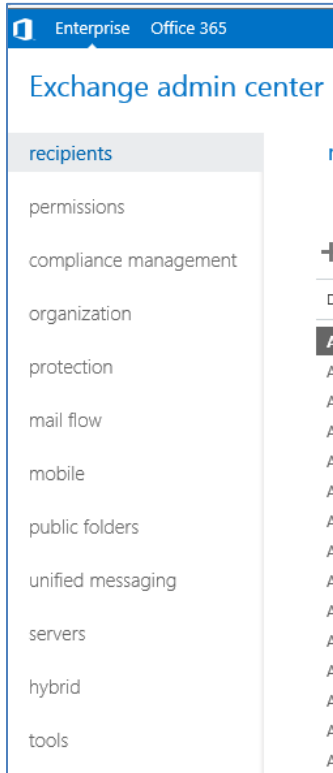 Enterprise Office 365
Exchange admin center
recipients
permissions
compliance management
organization
protection
mail flow
mobile
public folders
unified messaging
servers
hybrid
tools